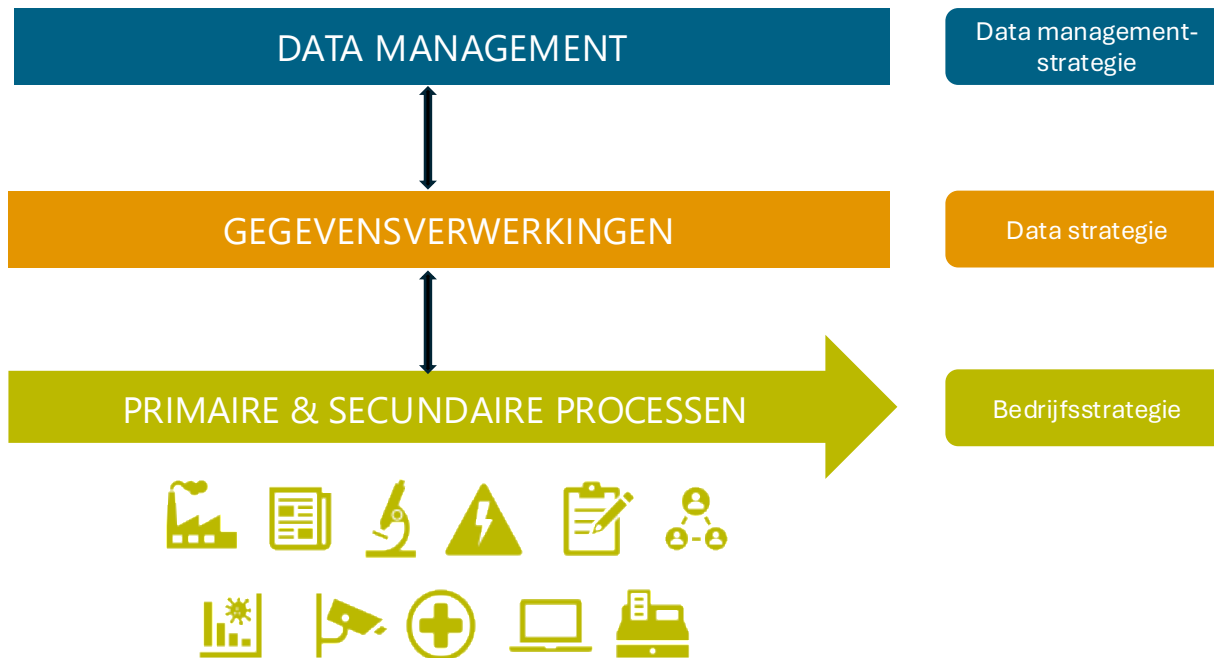 DATA MANAGEMENT
Data management-
strategie
GEGEVENSVERWERKINGEN
Data strategie
PRIMAIRE & SECUNDAIRE PROCESSEN
Bedrijfsstrategie